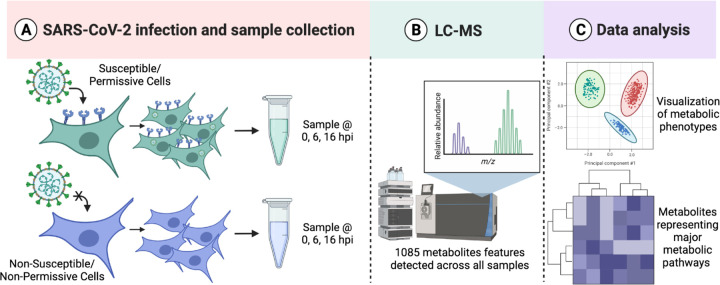 A SARS-CoV-2 infection and sample collection
Susceptible/
Permissive Cells
Sample @
0, 6, 16 hpi
Non-Susceptible/
Non-Permissive Cells
Sample @
0, 6, 16 hpi
B LC-MS
Relative abundance
m/z
1085 metabolites features
detected across all samples
C Data analysis
Principal component #2
Principal component #1
Visualization
of metabolic
phenotypes
Metabolites
representing
major
metabolic
pathways